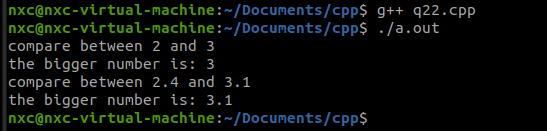 nxc@nxc-virtual-machine:~/Documents/cpp$ g++ q22.cpp
nxc@nxc-virtual-machine:~/Documents/cpp$ ./a.out
compare between 2 and 3
the bigger number is: 3
compare between 2.4 and 3.1
the bigger number is: 3.1
nxc@nxc-virtual-machine:~/Documents/cpp$